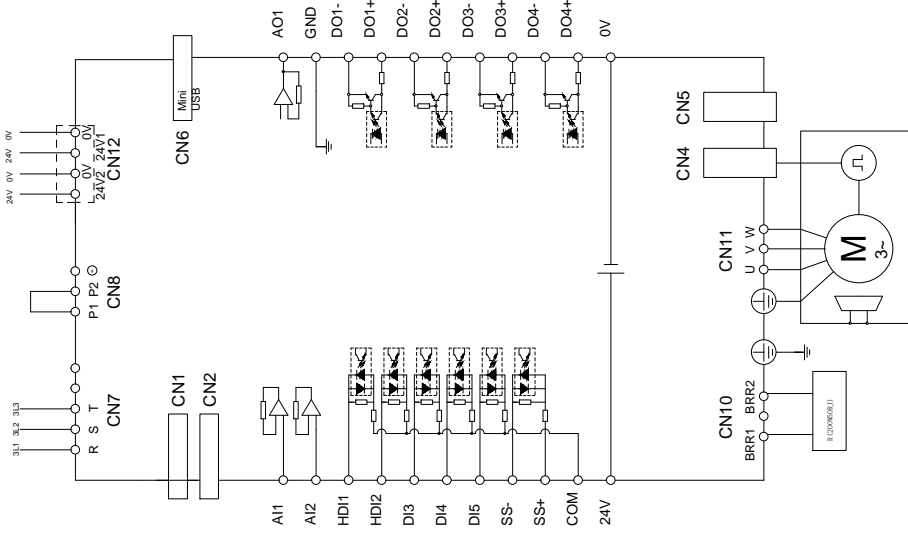 3L1
3L2
3L3
R
S
T
CN7
P1
P2
CN8
24V
0V
24V
0V
24V2
0V
24V1
0V
CN12
CN1
CN2
CN6
Mini
USB
AI1
AI2
HDI1
HDI2
DI3
DI4
DI5
SS-
SS+
COM
24V
AO1
GND
DO1-
DO1+
DO2-
DO2+
DO3-
DO3+
DO4-
DO4+
0V
CN10
BRR1
BRR2
R(200W50RJ)
CN11
U
V
W
CN4
CN5
M
3~